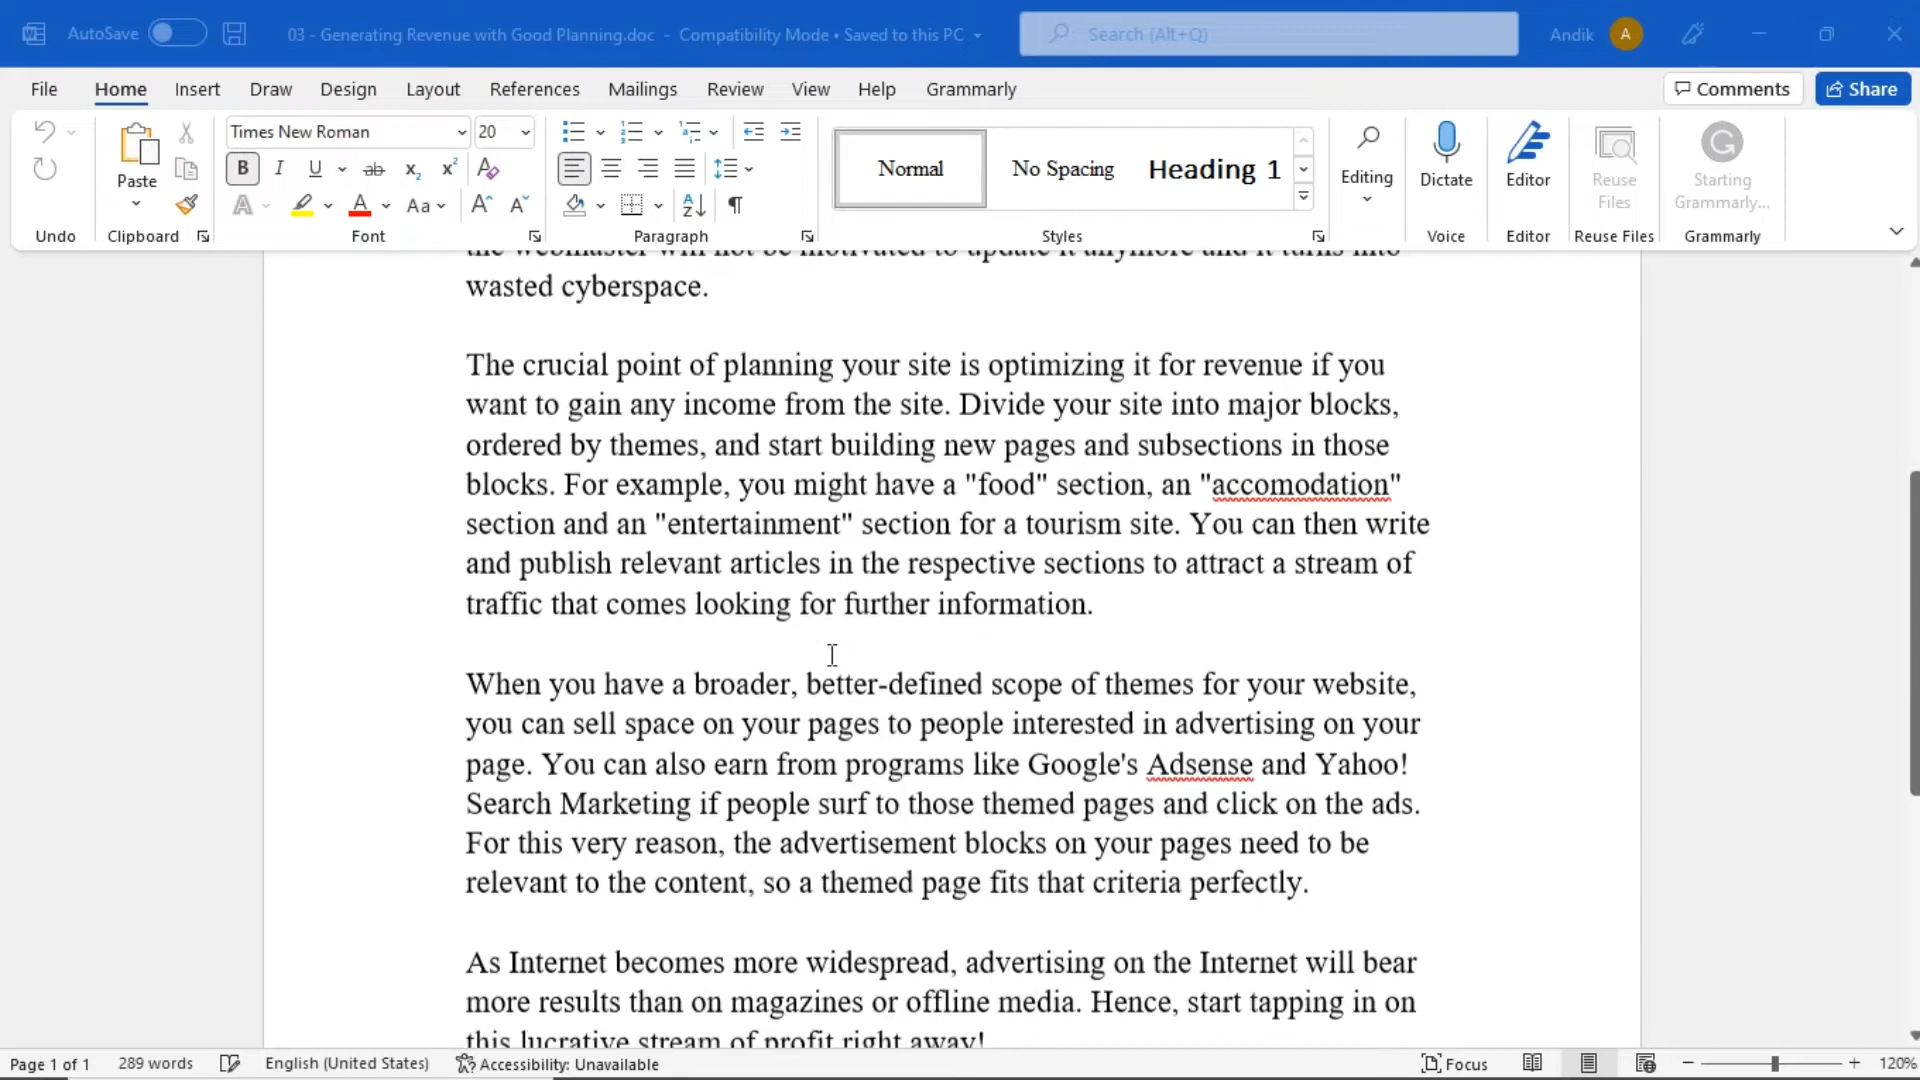 AutoSave 03 - Generating Revenue with Good Planning.doc - Compatibility Mode • Saved to this PC Search (Alt+Q) Andik A
File Home Insert Draw Design Layout References Mailings Review View Help Grammarly Comments Share
Times New Roman 20
Paste
Normal No Spacing Heading 1
Editing Dictate Editor Reuse Files Starting Grammarly...
Undo Clipboard Font Paragraph Styles Voice Editor Reuse Files Grammarly
the webmaster will not be motivated to update it anymore and it turns into
wasted cyberspace.
The crucial point of planning your site is optimizing it for revenue if you
want to gain any income from the site. Divide your site into major blocks,
ordered by themes, and start building new pages and subsections in those
blocks. For example, you might have a "food" section, an "accomodation"
section and an "entertainment" section for a tourism site. You can then write
and publish relevant articles in the respective sections to attract a stream of
traffic that comes looking for further information.
When you have a broader, better-defined scope of themes for your website,
you can sell space on your pages to people interested in advertising on your
page. You can also earn from programs like Google's Adsense and Yahoo!
Search Marketing if people surf to those themed pages and click on the ads.
For this very reason, the advertisement blocks on your pages need to be
relevant to the content, so a themed page fits that criteria perfectly.
As Internet becomes more widespread, advertising on the Internet will bear
more results than on magazines or offline media. Hence, start tapping in on
this lucrative stream of profit right away!
Page 1 of 1 289 words English (United States) Accessibility: Unavailable Focus 120%